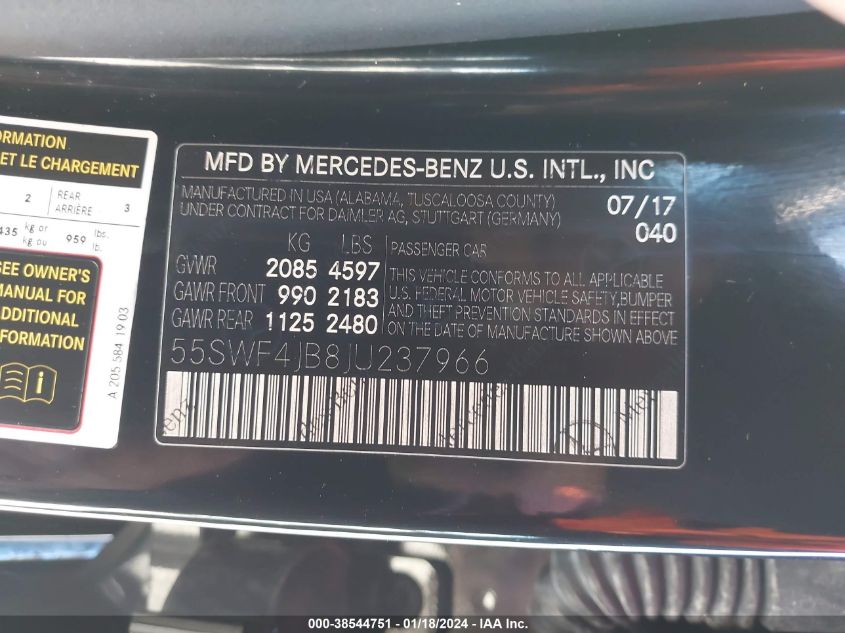 ORMATION
ET LE CHARGEMENT
2 REAR ARRIÈRE 3
435 kg or kg ou 959 lbs. lb.
SEE OWNER'S
MANUAL FOR
ADDITIONAL
INFORMATION
A 205 584 19 03
MFD BY MERCEDES-BENZ U.S. INTL., INC
MANUFACTURED IN USA (ALABAMA, TUSCALOOSA COUNTY)
UNDER CONTRACT FOR DAIMLER AG, STUTTGART (GERMANY)
07/17
040
KG LBS
GVWR 2085 4597
GAWR FRONT 990 2183
GAWR REAR 1125 2480
PASSENGER CAR
THIS VEHICLE CONFORMS TO ALL APPLICABLE
U.S. FEDERAL MOTOR VEHICLE SAFETY,BUMPER
AND THEFT PREVENTION STANDARDS IN EFFECT
ON THE DATE OF MANUFACTURE SHOWN ABOVE
55SWF4JB8JU237966
000-38544751 — 01/18/2024 — IAA Inc.